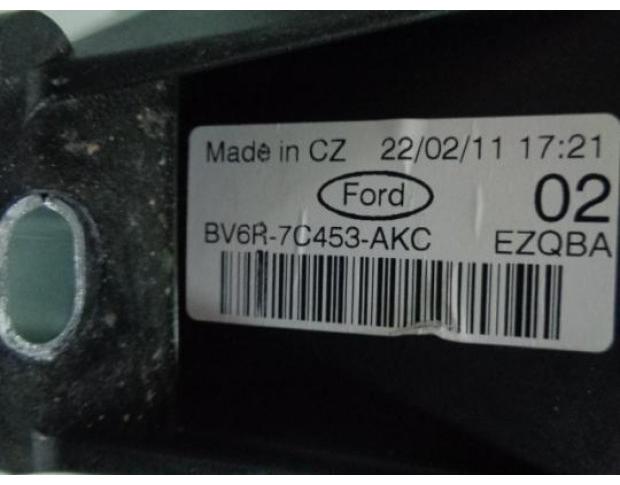 Made in CZ 22/02/11 17:21
Ford 02
BV6R-7C453-AKC EZQBA